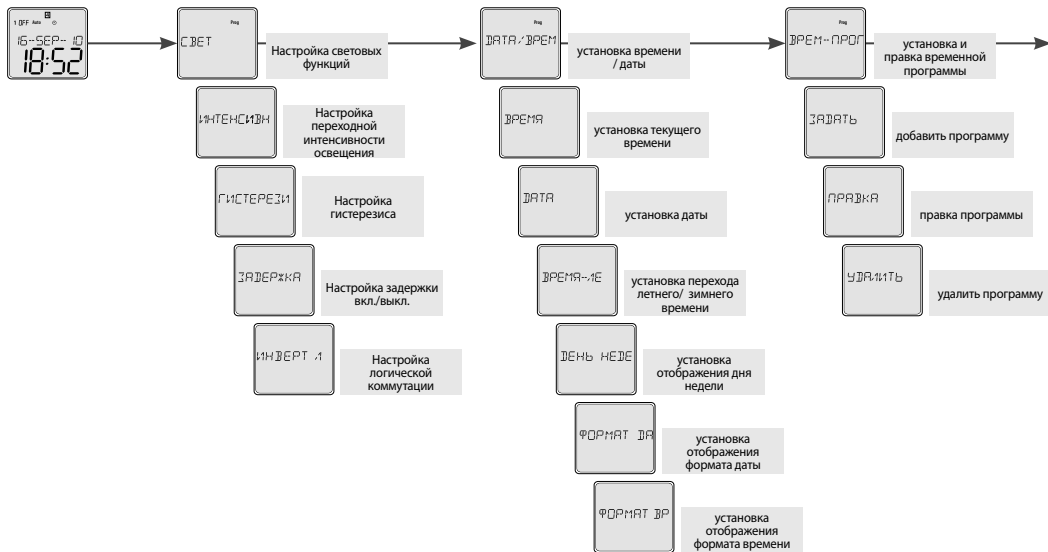 1 OFF Auto
16-SEP-10
18:52
Prog
СВЕТ
Настройка световых
функций
ИНТЕНСИВН
Настройка
переходной
интенсивности
освещения
ГИСТЕРЕЗИ
Настройка
гистерезиса
ЗАДЕРЖКА
Настройка задержки
вкл./выкл.
ИНВЕРТ Л
Настройка
логической
коммутации
Prog
ДАТА/ВРЕМ
установка времени
/ даты
ВРЕМЯ
установка текущего
времени
ДАТА
установка даты
ВРЕМЯ-ЛЕ
установка перехода
летнего/ зимнего
времени
ДЕНЬ НЕДЕ
установка
отображения дня
недели
ФОРМАТ ДА
установка
отображения
формата даты
ФОРМАТ ВР
установка
отображения
формата времени
Prog
ВРЕМ-ПРОГ
установка и
правка временной
программы
ЗАДАТЬ
добавить программу
ПРАВКА
правка программы
УДАЛИТЬ
удалить программу